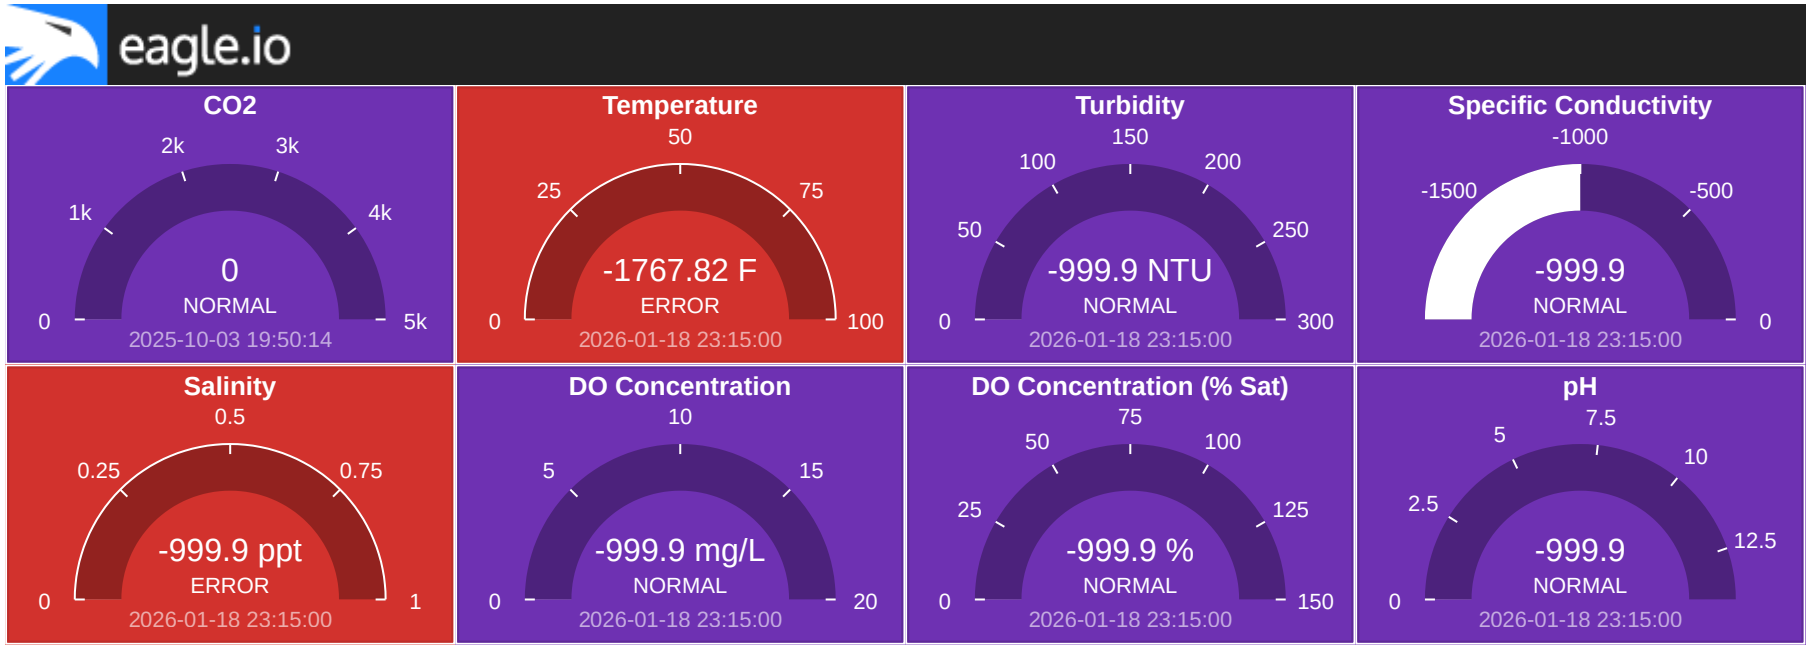 eagle.io
CO2
2k
3k
1k
4k
0
NORMAL
0
5k
2025-10-03 19:50:14
Temperature
50
25
75
-1767.82 F
ERROR
0
100
2026-01-18 23:15:00
Turbidity
150
100
200
50
250
-999.9 NTU
NORMAL
0
300
2026-01-18 23:15:00
Specific Conductivity
-1000
-1500
-500
-999.9
NORMAL
0
2026-01-18 23:15:00
Salinity
0.5
0.25
0.75
-999.9 ppt
ERROR
0
1
2026-01-18 23:15:00
DO Concentration
10
5
15
-999.9 mg/L
NORMAL
0
20
2026-01-18 23:15:00
DO Concentration (% Sat)
75
50
100
25
125
-999.9 %
NORMAL
0
150
2026-01-18 23:15:00
pH
7.5
5
10
2.5
12.5
-999.9
NORMAL
0
2026-01-18 23:15:00